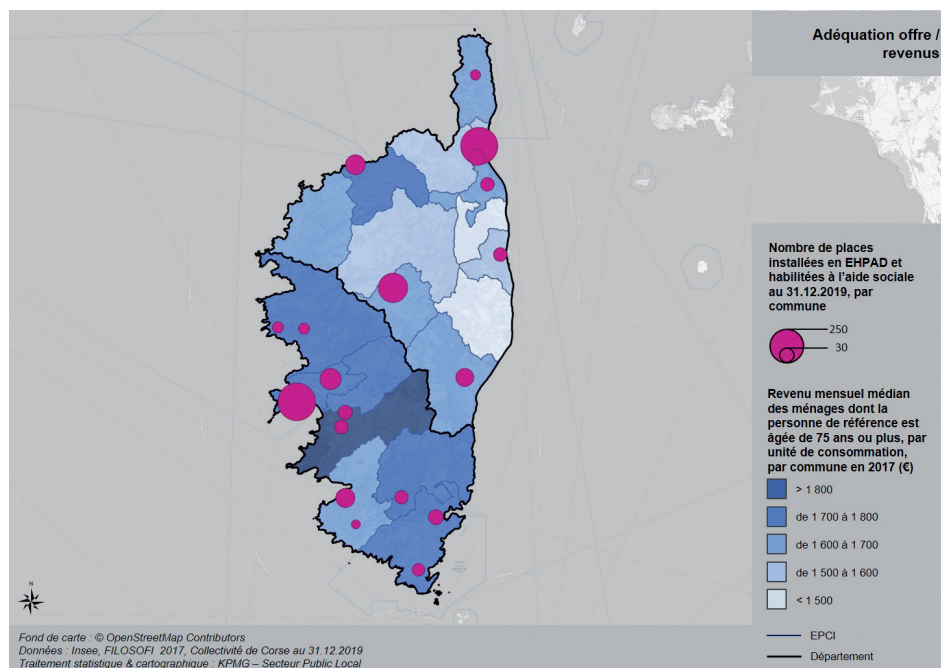 Adéquation offre /
revenus
Nombre de places
installées en EHPAD et
habilitées à l'aide sociale
au 31.12.2019, par
commune
250
30
Revenu mensuel médian
des ménages dont la
personne de référence est
âgée de 75 ans ou plus, par
unité de consommation,
par commune en 2017 (€)
> 1 800
de 1 700 à 1 800
de 1 600 à 1 700
de 1 500 à 1 600
< 1 500
EPCI
Département
N
Fond de carte : © OpenStreetMap Contributors
Données : Insee, FILOSOFI 2017, Collectivité de Corse au 31.12.2019
Traitement statistique & cartographique : KPMG – Secteur Public Local